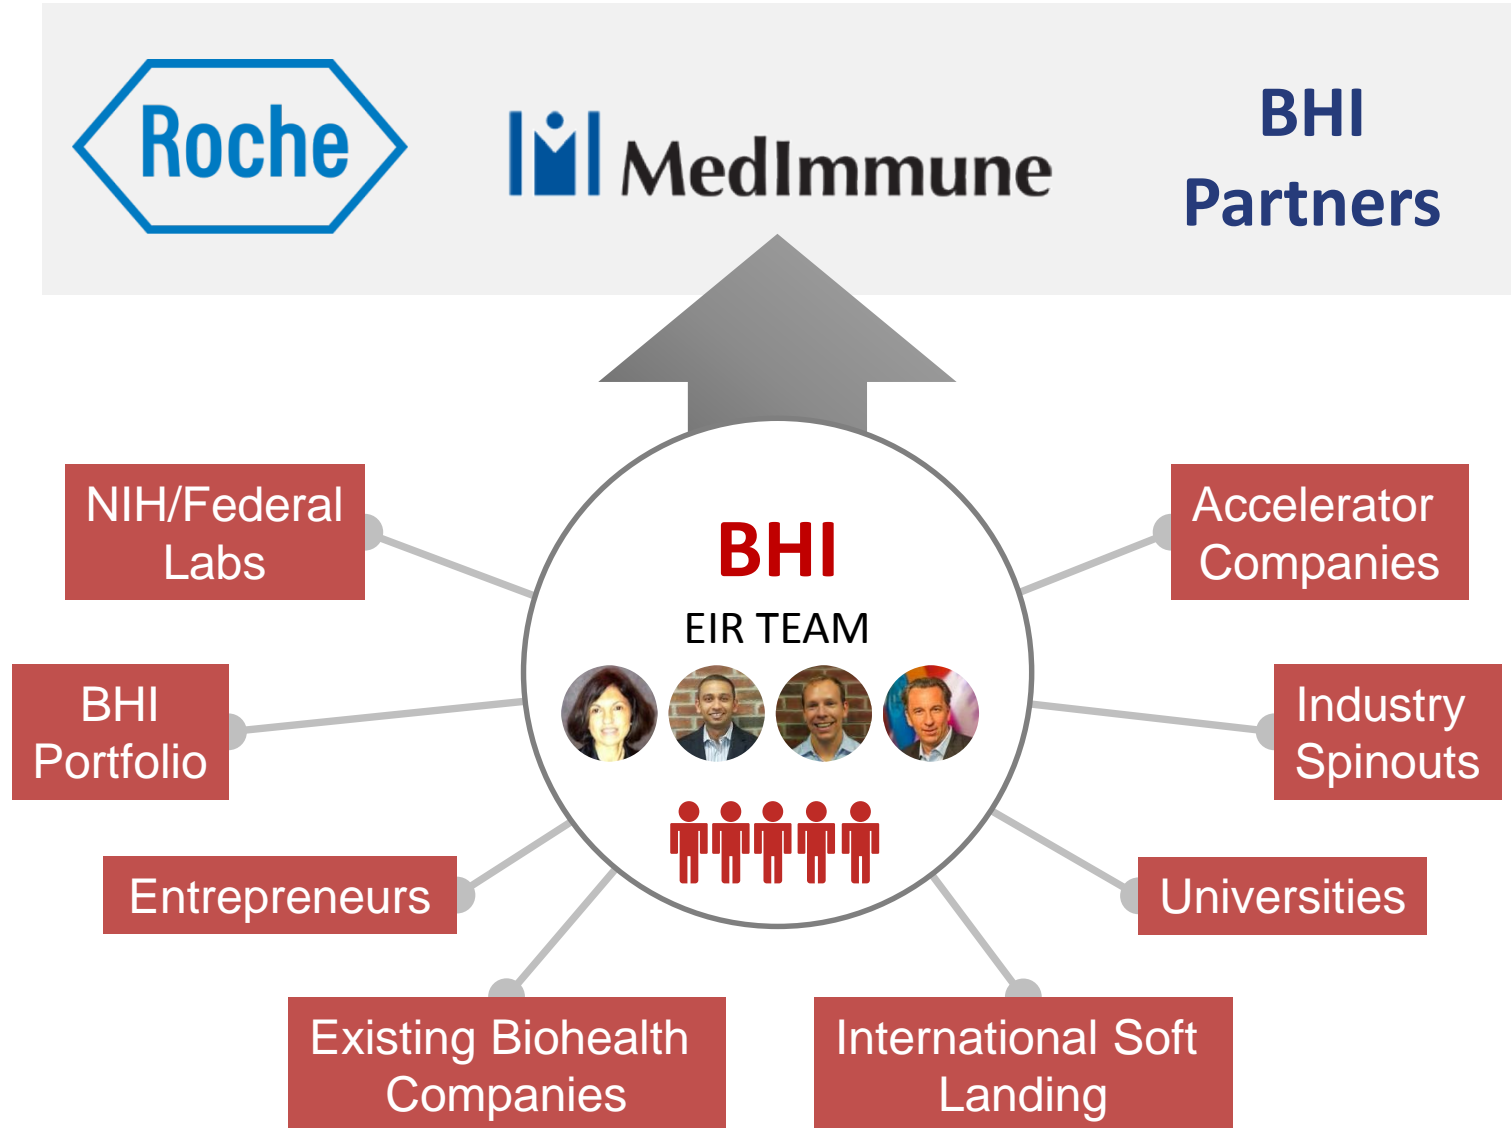 Roche
MedImmune
BHI
Partners
BHI
EIR TEAM
NIH/Federal
Labs
BHI
Portfolio
Entrepreneurs
Existing Biohealth
Companies
International Soft
Landing
Universities
Industry
Spinouts
Accelerator
Companies